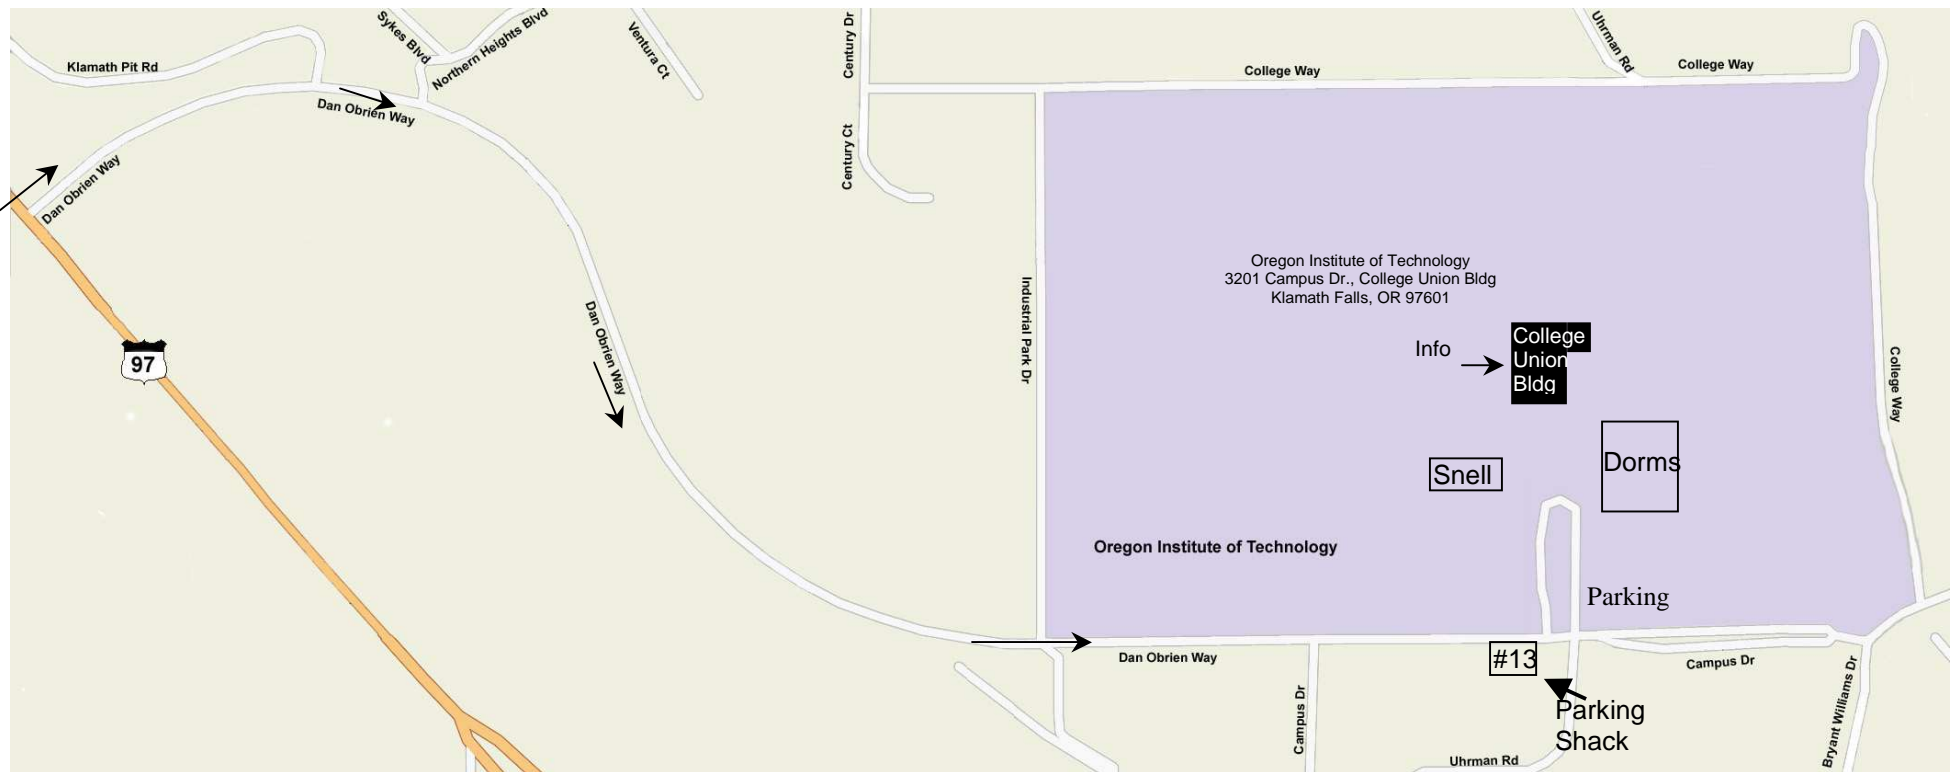 Klamath Pit Rd
Sykes Blvd
Northern Heights Blvd
Ventura Ct
Century Dr
College Way
Uhrman Rd
College Way
Dan Obrien Way
Dan Obrien Way
Century Ct
Oregon Institute of Technology
3201 Campus Dr., College Union Bldg
Klamath Falls, OR 97601
Industrial Park Dr
Dan Obrien Way
97
Info
College
Union
Bldg
College Way
Snell
Dorms
Oregon Institute of Technology
Parking
Dan Obrien Way
#13
Campus Dr
Campus Dr
Bryant Williams Dr
Parking
Shack
Uhrman Rd